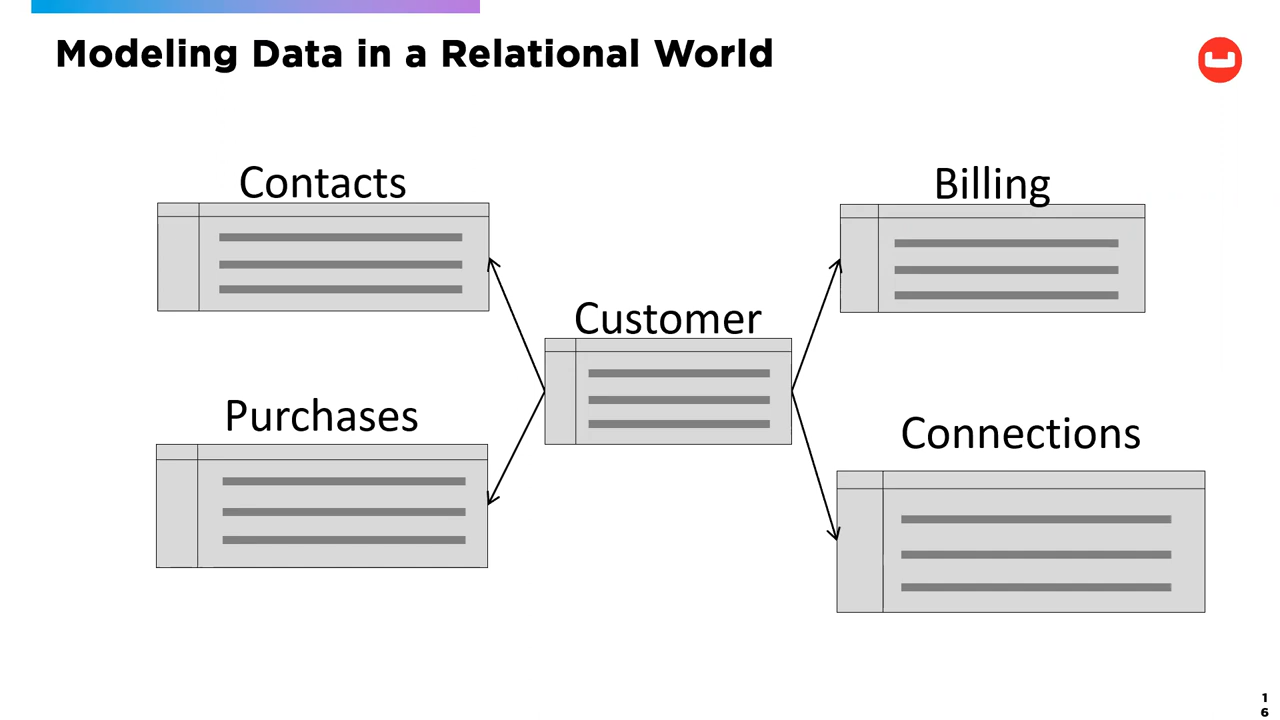 Modeling Data in a Relational World
Contacts
Billing
Customer
Purchases
Connections
1
6